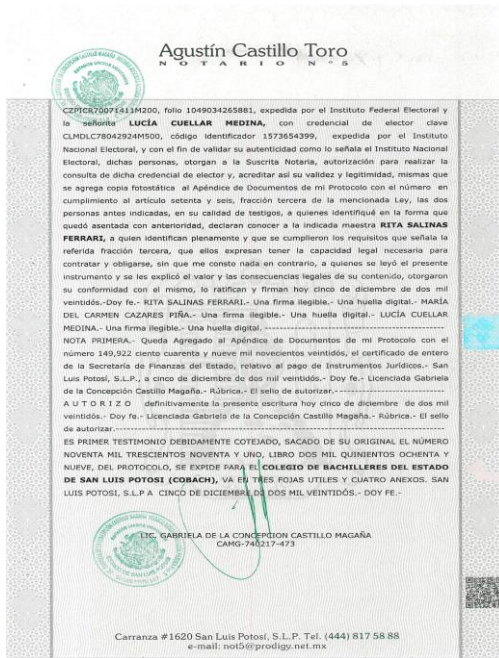 Agustín Castillo Toro
NOTARIO N° 5
CZPICR70071411M200, folio 1049034265881, expedida por el Instituto Federal Electoral y
la señorita LUCÍA CUELLAR MEDINA, con credencial de elector clave
CLMDLC78042924M500, código identificador 1573654399, expedida por el Instituto
Nacional Electoral, y con el fin de validar su autenticidad como lo señala el Instituto Nacional
Electoral, dichas personas, otorgan a la Suscrita Notaria, autorización para realizar la
consulta de dicha credencial de elector y, acreditar así su validez y legitimidad, mismas que
se agrega copia fotostática al Apéndice de Documentos de mi Protocolo con el número en
cumplimiento al artículo setenta y seis, fracción tercera de la mencionada Ley, las dos
personas antes indicadas, en su calidad de testigos, a quienes identifiqué en la forma que
quedó asentada con anterioridad, declaran conocer a la indicada maestra RITA SALINAS
FERRARI, a quien identifican plenamente y que se cumplieron los requisitos que señala la
referida fracción tercera, que ellos expresan tener la capacidad legal necesaria para
contratar y obligarse, sin que me conste nada en contrario, a quienes se leyó el presente
instrumento y se les explicó el valor y las consecuencias legales de su contenido, otorgaron
su conformidad con el mismo, lo ratifican y firman hoy cinco de diciembre de dos mil
veintidós.-Doy fe.- RITA SALINAS FERRARI.- Una firma ilegible.- Una huella digital.- MARÍA
DEL CARMEN CAZARES PIÑA.- Una firma ilegible.- Una huella digital.- LUCÍA CUELLAR
MEDINA.- Una firma ilegible.- Una huella digital. ----------------------------------------
NOTA PRIMERA.- Queda Agregado al Apéndice de Documentos de mi Protocolo con el
número 149,922 ciento cuarenta y nueve mil novecientos veintidós, el certificado de entero
de la Secretaría de Finanzas del Estado, relativo al pago de Instrumentos Jurídicos.- San
Luis Potosí, S.L.P., a cinco de diciembre de dos mil veintidós.- Doy fe.- Licenciada Gabriela
de la Concepción Castillo Magaña.- Rúbrica.- El sello de autorizar.-----------------------
A U T O R I Z O definitivamente la presente escritura hoy cinco de diciembre de dos mil
veintidós.- Doy fe.- Licenciada Gabriela de la Concepción Castillo Magaña.- Rúbrica.- El sello
de autorizar.----------------------------------------------------------------
ES PRIMER TESTIMONIO DEBIDAMENTE COTEJADO, SACADO DE SU ORIGINAL EL NÚMERO
NOVENTA MIL TRESCIENTOS NOVENTA Y UNO, LIBRO DOS MIL QUINIENTOS OCHENTA Y
NUEVE, DEL PROTOCOLO, SE EXPIDE PARA EL COLEGIO DE BACHILLERES DEL ESTADO
DE SAN LUIS POTOSI (COBACH), VA EN TRES FOJAS UTILES Y CUATRO ANEXOS. SAN
LUIS POTOSÍ, S.L.P A CINCO DE DICIEMBRE DE DOS MIL VEINTIDÓS.- DOY FE.-
LIC. GABRIELA DE LA CONCEPCION CASTILLO MAGAÑA
CAMG-740217-473
Carranza #1620 San Luis Potosí, S.L.P. Tel. (444) 817 58 88
e-mail: not5@prodigy.net.mx